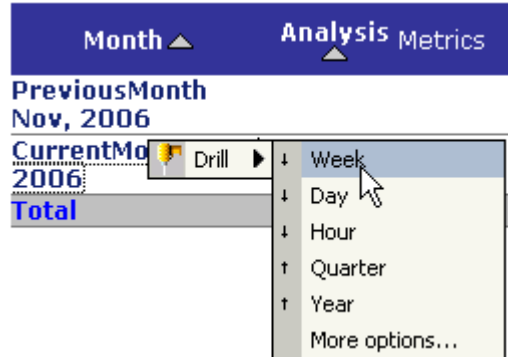 Month Analysis Metrics
PreviousMonth
Nov, 2006
CurrentMo
2006
Total
Drill
Week
Day
Hour
Quarter
Year
More options...